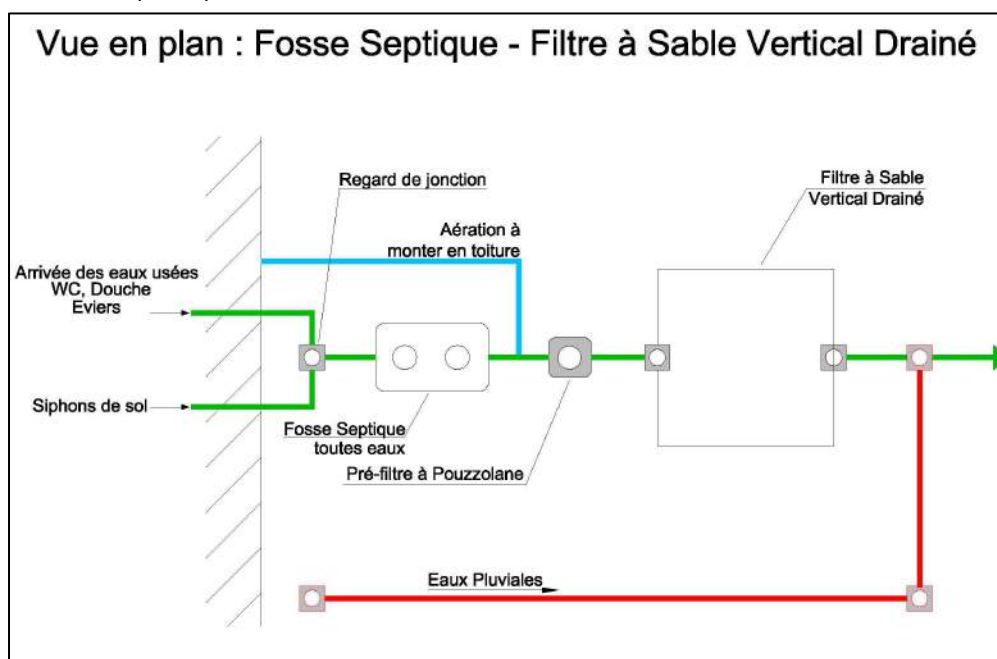 Vue en plan : Fosse Septique - Filtre à Sable Vertical Drainé
Regard de jonction
Filtre à Sable
Vertical Drainé
Aération à
monter en toiture
Arrivée des eaux usées
WC, Douche
Eviers
Siphons de sol
Fosse Septique
toutes eaux
Pré-filtre à Pouzzolane
Eaux Pluviales